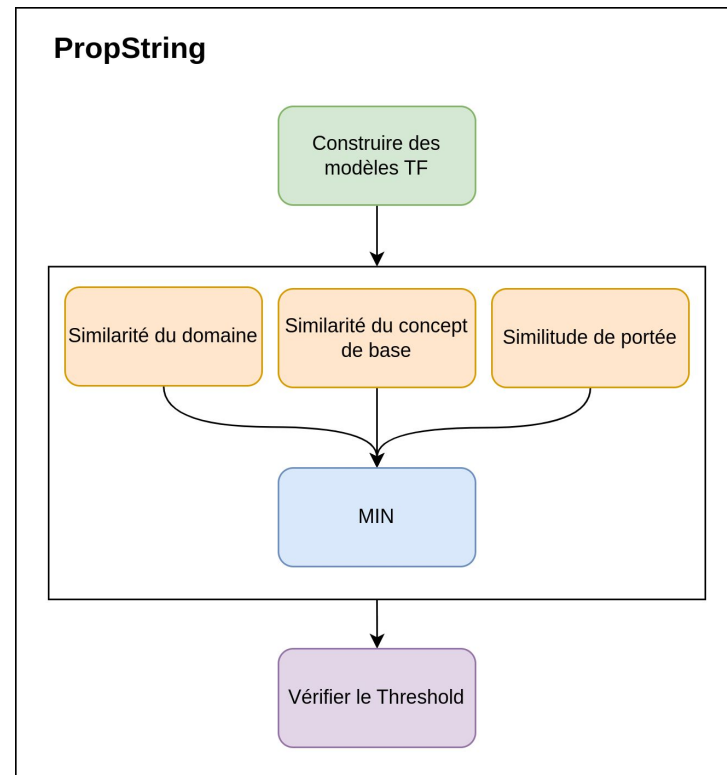 PropString
Construire des
modèles TF
Similarité du domaine
Similarité du concept
de base
Similitude de portée
MIN
Vérifier le Threshold